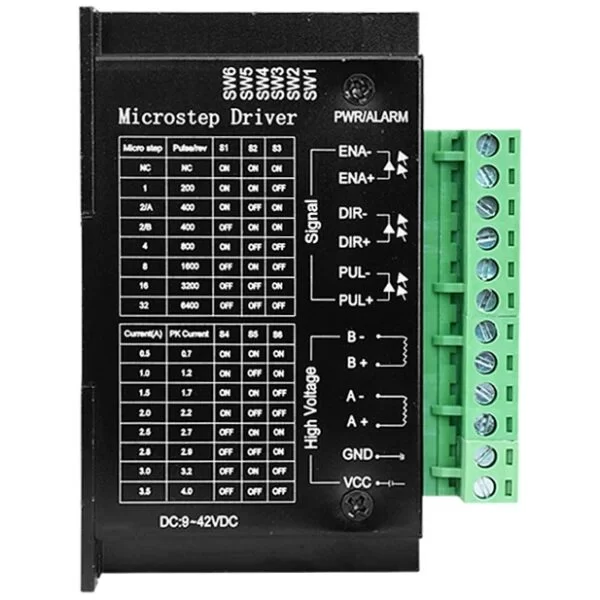 SW6
SW5
SW4
SW3
SW2
SW1
Microstep Driver
PWR/ALARM
Micro step Pulse/rev S1 S2 S3
NC NC ON ON ON
1 200 ON ON OFF
2/A 400 ON OFF ON
2/B 400 OFF ON ON
4 800 ON OFF OFF
8 1600 OFF ON OFF
16 3200 OFF OFF ON
32 6400 OFF OFF OFF
Current(A) PK Current S4 S5 S6
0.5 0.7 ON ON ON
1.0 1.2 ON OFF ON
1.5 1.7 ON ON OFF
2.0 2.2 ON OFF OFF
2.5 2.7 OFF ON ON
2.8 2.9 OFF OFF ON
3.0 3.2 OFF ON OFF
3.5 4.0 OFF OFF OFF
DC:9~42VDC
Signal
ENA-
ENA+
DIR-
DIR+
PUL-
PUL+
High Voltage
B -
B +
A -
A +
GND
VCC